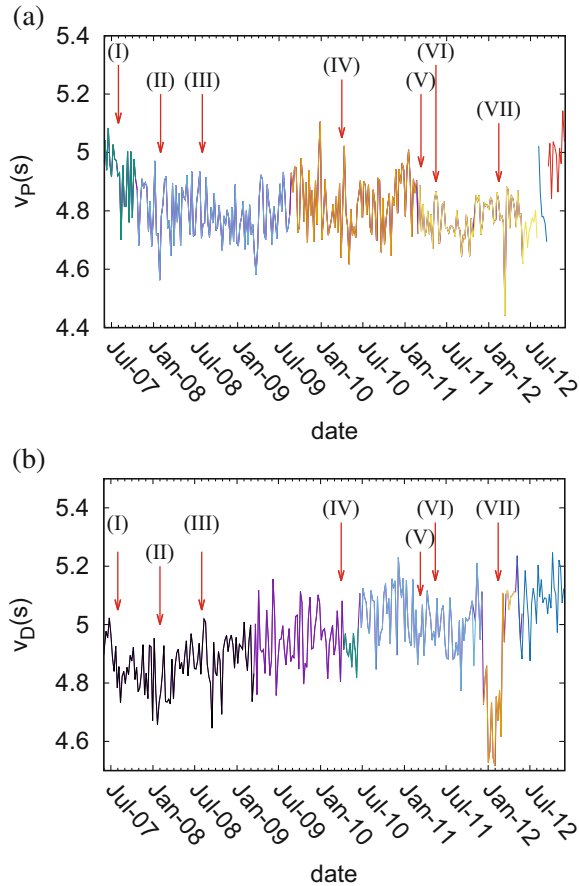 (a)
5.4
(I)
(II)
(III)
(IV)
(V)
(VI)
(VII)
5.2
5
4.8
4.6
4.4
vP(s)
Jul-07
Jan-08
Jul-08
Jan-09
Jul-09
Jan-10
Jul-10
Jan-11
Jul-11
Jan-12
Jul-12
date
(b)
5.4
(I)
(II)
(III)
(IV)
(V)
(VI)
(VII)
5.2
5
4.8
4.6
vD(s)
Jul-07
Jan-08
Jul-08
Jan-09
Jul-09
Jan-10
Jul-10
Jan-11
Jul-11
Jan-12
Jul-12
date